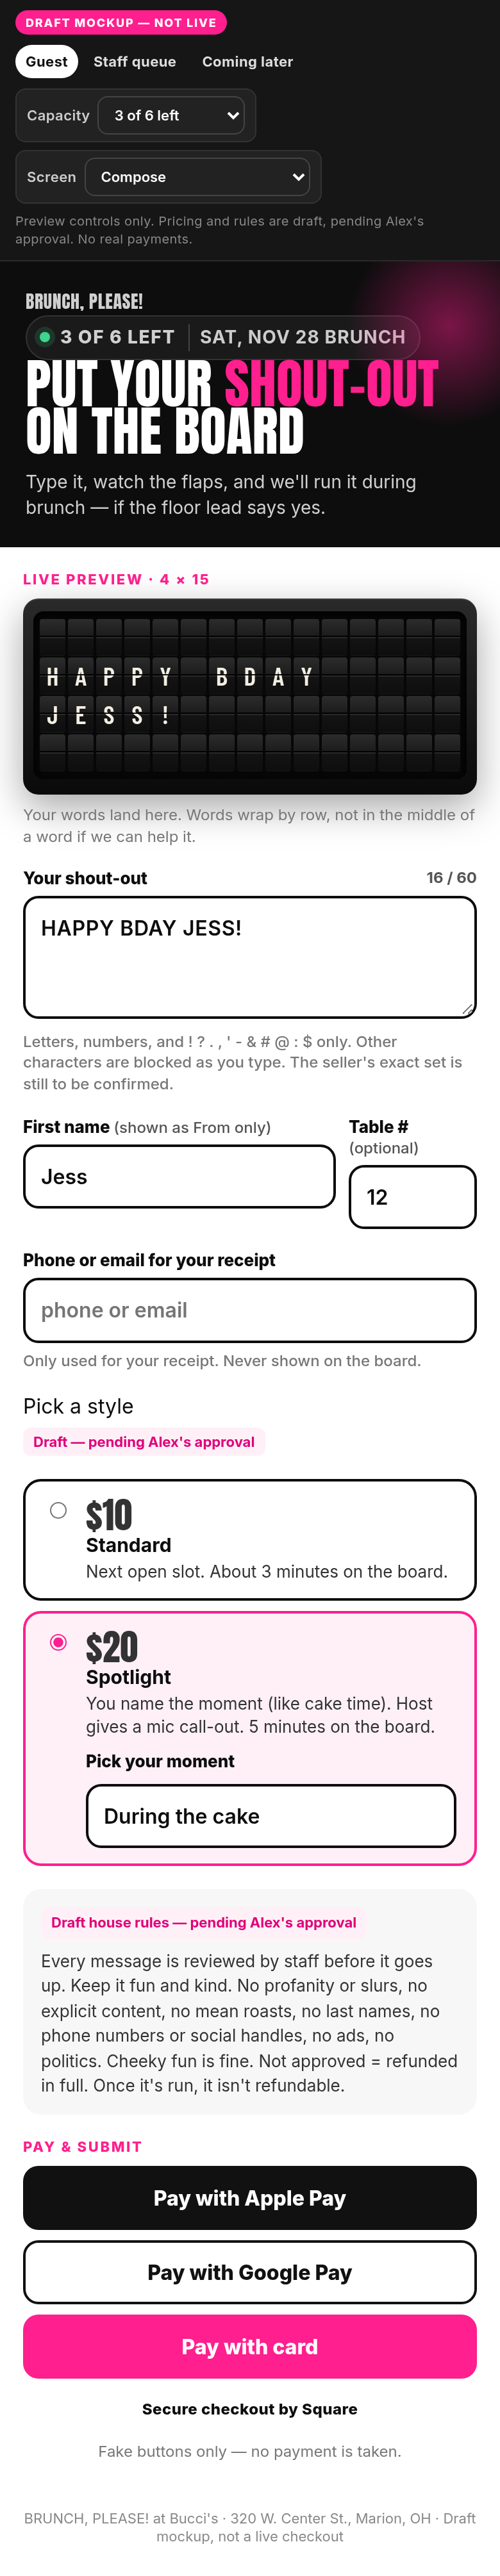 DRAFT MOCKUP — NOT LIVE
Guest Staff queue Coming later
Capacity 3 of 6 left
Screen Compose
Preview controls only. Pricing and rules are draft, pending Alex's
approval. No real payments.
BRUNCH, PLEASE!
3 OF 6 LEFT SAT, NOV 28 BRUNCH
PUT YOUR SHOUT-OUT
ON THE BOARD
Type it, watch the flaps, and we'll run it during
brunch — if the floor lead says yes.
LIVE PREVIEW · 4 × 15
HAPPY BDAY
JESS!
Your words land here. Words wrap by row, not in the middle of
a word if we can help it.
Your shout-out 16 / 60
HAPPY BDAY JESS!
Letters, numbers, and ! ? . , ' - & # @ : $ only. Other
characters are blocked as you type. The seller's exact set is
still to be confirmed.
First name (shown as From only)
Jess
Table #
(optional)
12
Phone or email for your receipt
phone or email
Only used for your receipt. Never shown on the board.
Pick a style
Draft — pending Alex's approval
$10
Standard
Next open slot. About 3 minutes on the board.
$20
Spotlight
You name the moment (like cake time). Host
gives a mic call-out. 5 minutes on the board.
Pick your moment
During the cake
Draft house rules — pending Alex's approval
Every message is reviewed by staff before it goes
up. Keep it fun and kind. No profanity or slurs, no
explicit content, no mean roasts, no last names, no
phone numbers or social handles, no ads, no
politics. Cheeky fun is fine. Not approved = refunded
in full. Once it's run, it isn't refundable.
PAY & SUBMIT
Pay with Apple Pay
Pay with Google Pay
Pay with card
Secure checkout by Square
Fake buttons only — no payment is taken.
BRUNCH, PLEASE! at Bucci's · 320 W. Center St., Marion, OH · Draft
mockup, not a live checkout